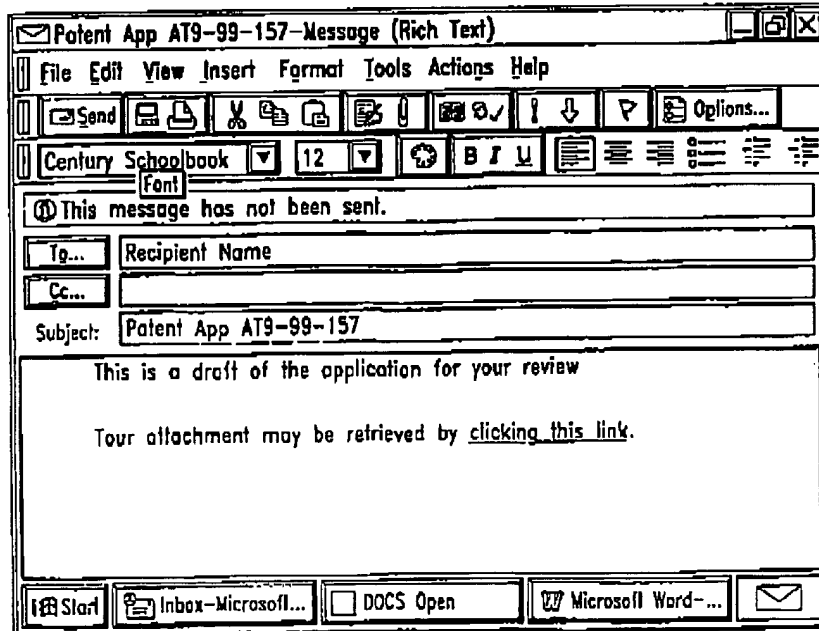 Patent App AT9-99-157-Message (Rich Text)
File Edit View Insert Format Tools Actions Help
Send Options...
Century Schoolbook 12 B I U
Font
This message has not been sent.
To... Recipient Name
Cc...
Subject: Patent App AT9-99-157
This is a draft of the application for your review
Tour attachment may be retrieved by clicking this link.
Start Inbox-Microsoft... DOCS Open Microsoft Word-...